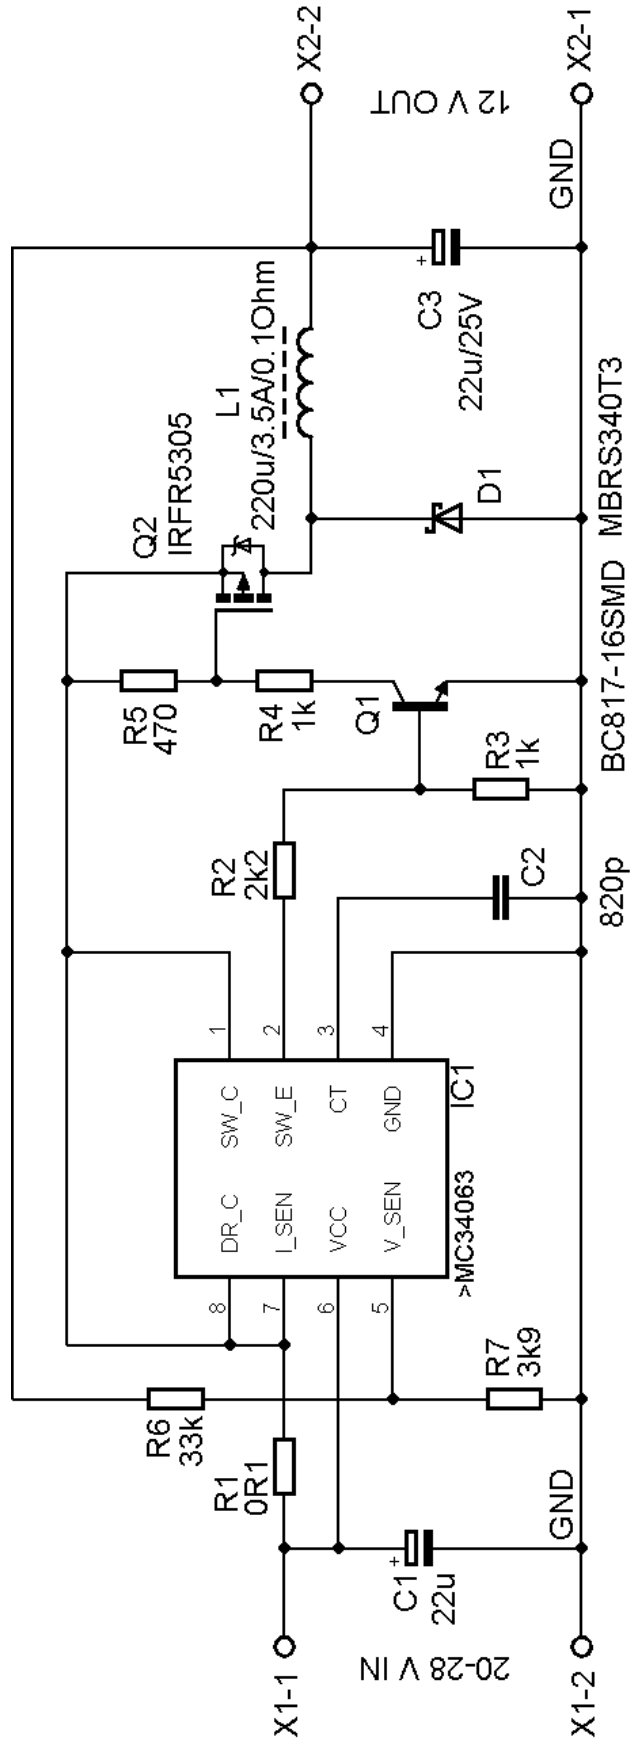 X1-1
20-28 V IN
X1-2
C1
22u
GND
R1
0R1
R6
33k
R7
3k9
8
7
6
5
DR_C
I_SEN
VCC
V_SEN
SW_C
SW_E
CT
GND
>MC34063
IC1
1
2
3
4
R2
2k2
C2
820p
R5
470
R4
1k
Q1
R3
1k
BC817-16SMD
Q2
IRFR5305
D1
MBRS340T3
L1
220u/3.5A/0.1Ohm
C3
22u/25V
+
+
GND
X2-2
12 V OUT
X2-1